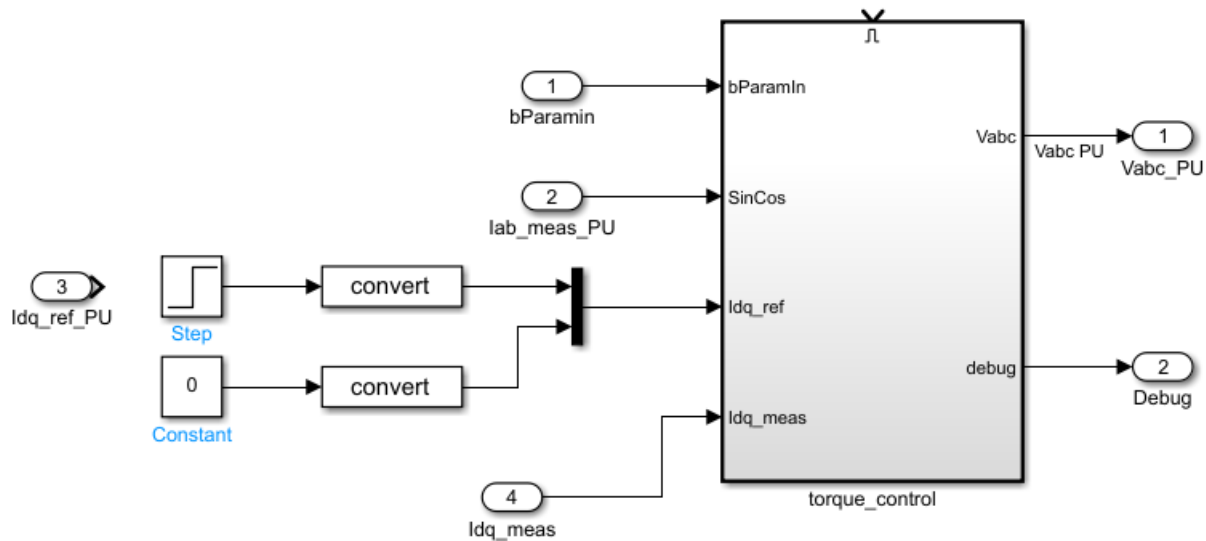 1
bParamin
bParamIn
Vabc
Vabc PU
1
Vabc_PU
2
Iab_meas_PU
SinCos
3
Idq_ref_PU
Step
convert
Idq_ref
0
Constant
convert
debug
2
Debug
Idq_meas
4
Idq_meas
torque_control